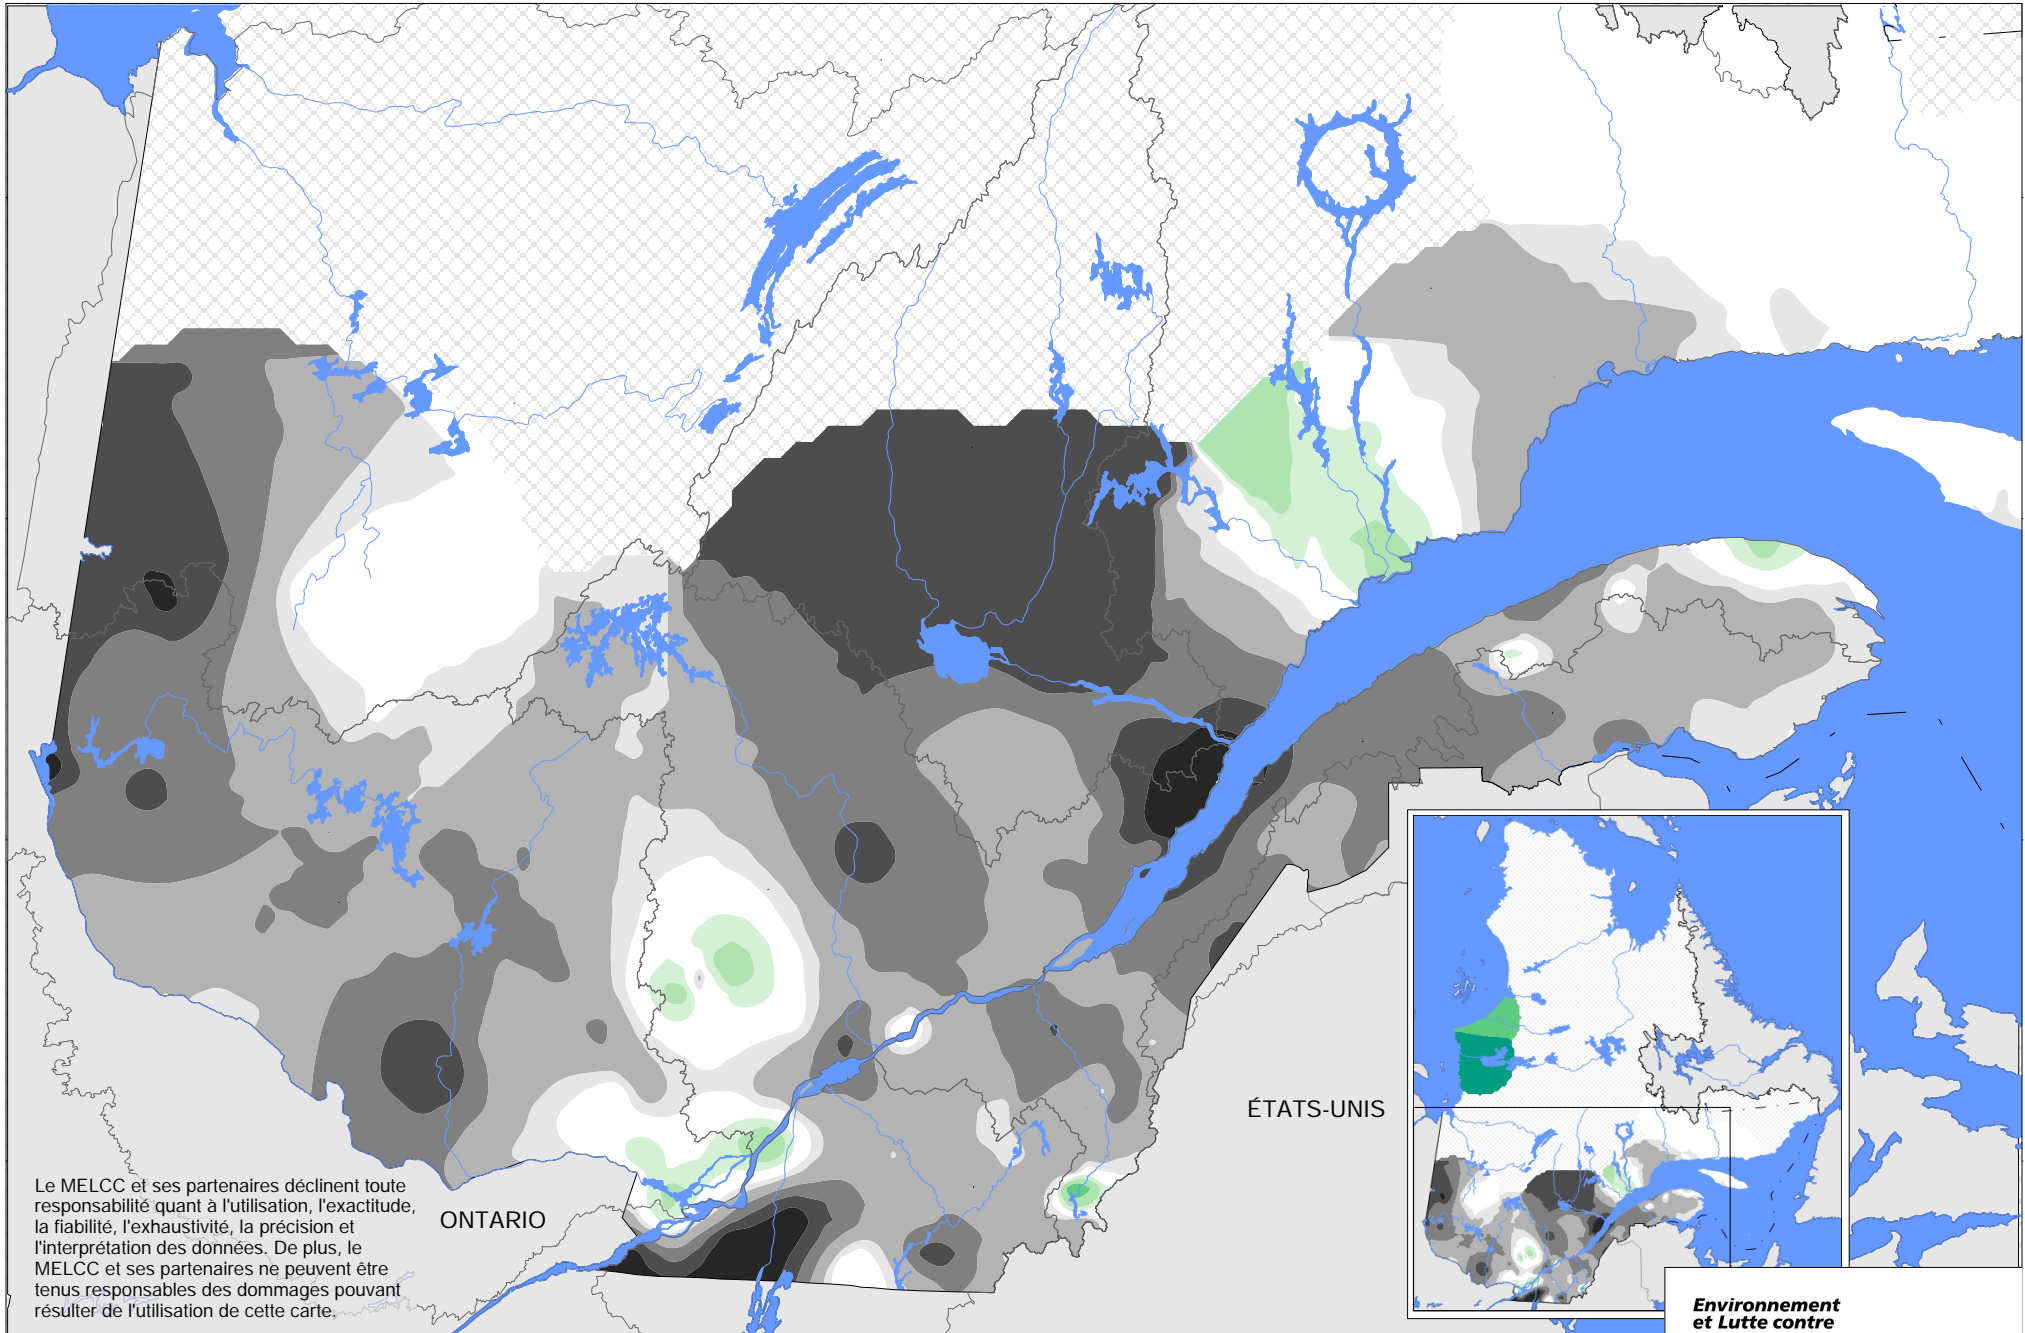 ÉTATS-UNIS
Le MELCC et ses partenaires déclinent toute
responsabilité quant à l'utilisation, l'exactitude,
la fiabilité, l'exhaustivité, la précision et
l'interprétation des données. De plus, le
MELCC et ses partenaires ne peuvent être
tenus responsables des dommages pouvant
résulter de l'utilisation de cette carte.
ONTARIO
Environnement
et Lutte contre